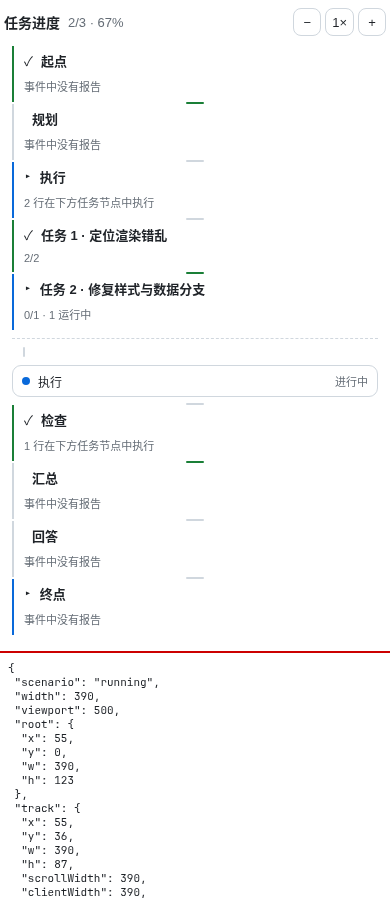 任务进度 2/3 · 67% − 1× +
✓ 起点
事件中没有报告
规划
事件中没有报告
‣ 执行
2 行在下方任务节点中执行
✓ 任务 1 · 定位渲染错乱
2/2
‣ 任务 2 · 修复样式与数据分支
0/1 · 1 运行中
执行 进行中
✓ 检查
1 行在下方任务节点中执行
汇总
事件中没有报告
回答
事件中没有报告
‣ 终点
事件中没有报告
{
 "scenario": "running",
 "width": 390,
 "viewport": 500,
 "root": {
  "x": 55,
  "y": 0,
  "w": 390,
  "h": 123
 },
 "track": {
  "x": 55,
  "y": 36,
  "w": 390,
  "h": 87,
  "scrollWidth": 390,
  "clientWidth": 390,